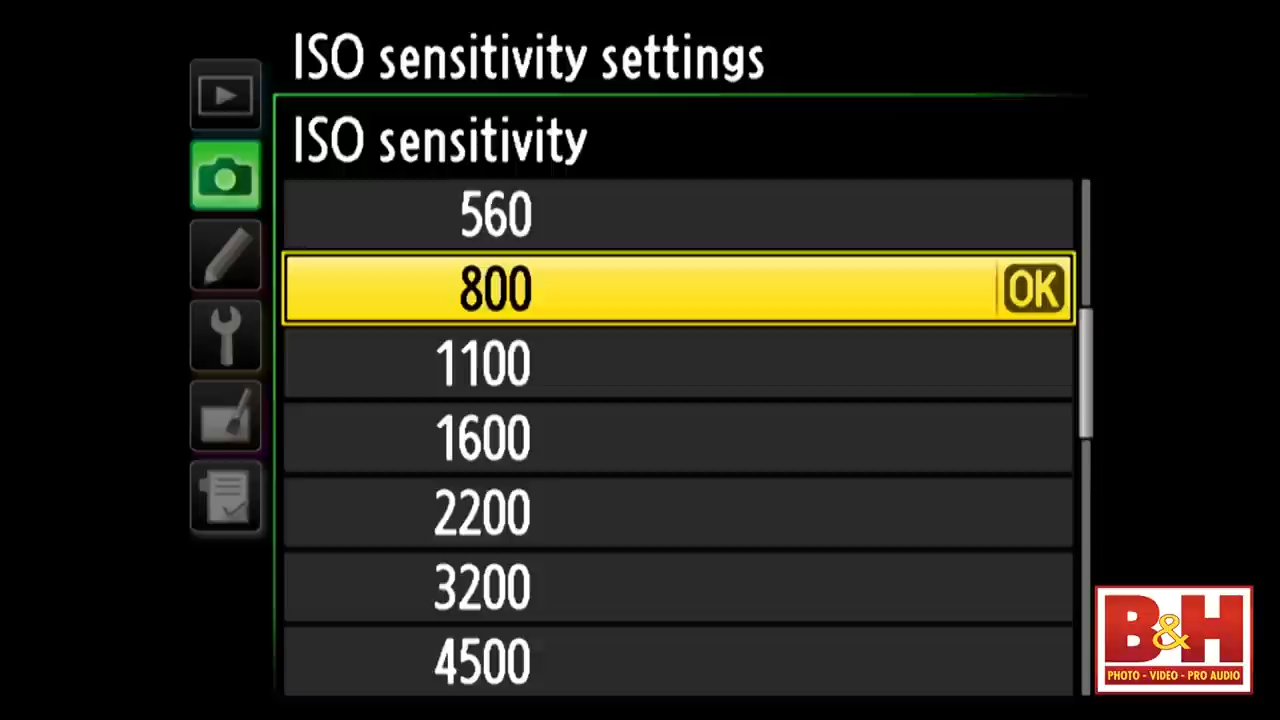 ISO sensitivity settings
ISO sensitivity
560
800 OK
1100
1600
2200
3200
4500
B&H
PHOTO - VIDEO - PRO AUDIO